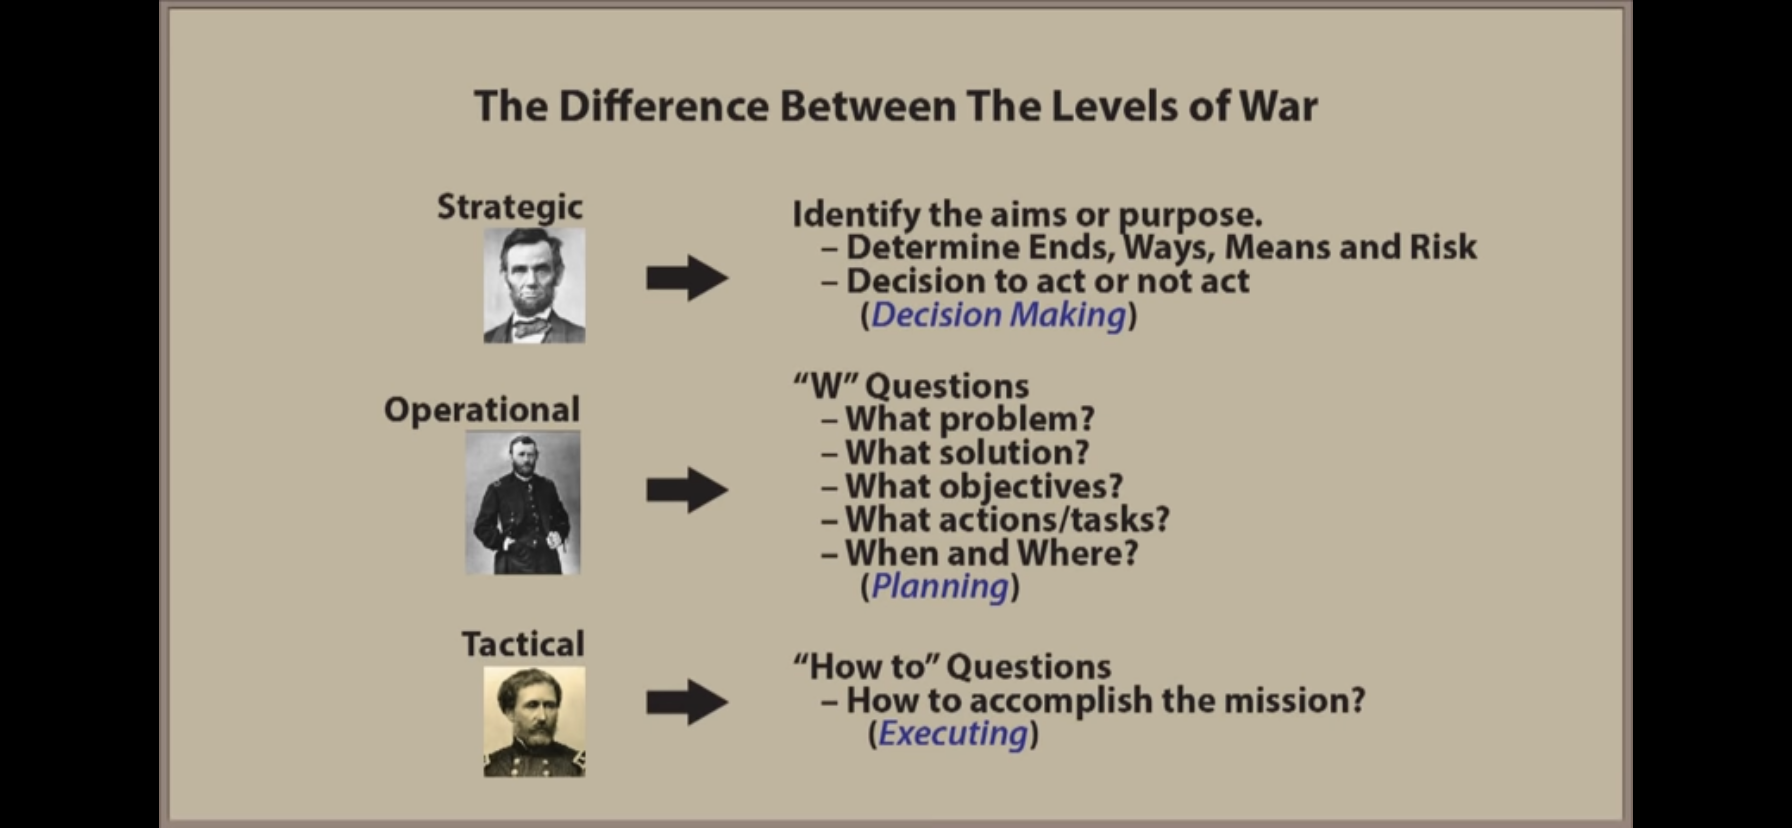 The Difference Between The Levels of War
Strategic
Identify the aims or purpose.
– Determine Ends, Ways, Means and Risk
– Decision to act or not act
(Decision Making)
Operational
“W” Questions
– What problem?
– What solution?
– What objectives?
– What actions/tasks?
– When and Where?
(Planning)
Tactical
“How to” Questions
– How to accomplish the mission?
(Executing)